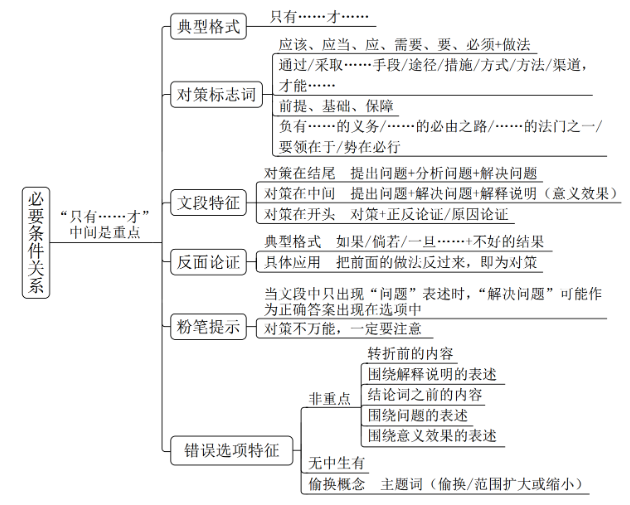 必要条件关系
“只有……才”
中间是重点
典型格式
只有……才……
对策标志词
应该、应当、应、需要、要、必须+做法
通过/采取……手段/途径/措施/方式/方法/渠道，
才能……
前提、基础、保障
负有……的义务/……的必由之路/……的法门之一/
要领在于/势在必行
文段特征
对策在结尾 提出问题+分析问题+解决问题
对策在中间 提出问题+解决问题+解释说明（意义效果）
对策在开头 对策+正反论证/原因论证
反面论证
典型格式 如果/倘若/一旦……+不好的结果
具体应用 把前面的做法反过来，即为对策
粉笔提示
当文段中只出现“问题”表述时，“解决问题”可能作
为正确答案出现在选项中
对策不万能，一定要注意
错误选项特征
非重点
转折前的内容
围绕解释说明的表述
结论词之前的内容
围绕问题的表述
围绕意义效果的表述
无中生有
偷换概念 主题词（偷换/范围扩大或缩小）